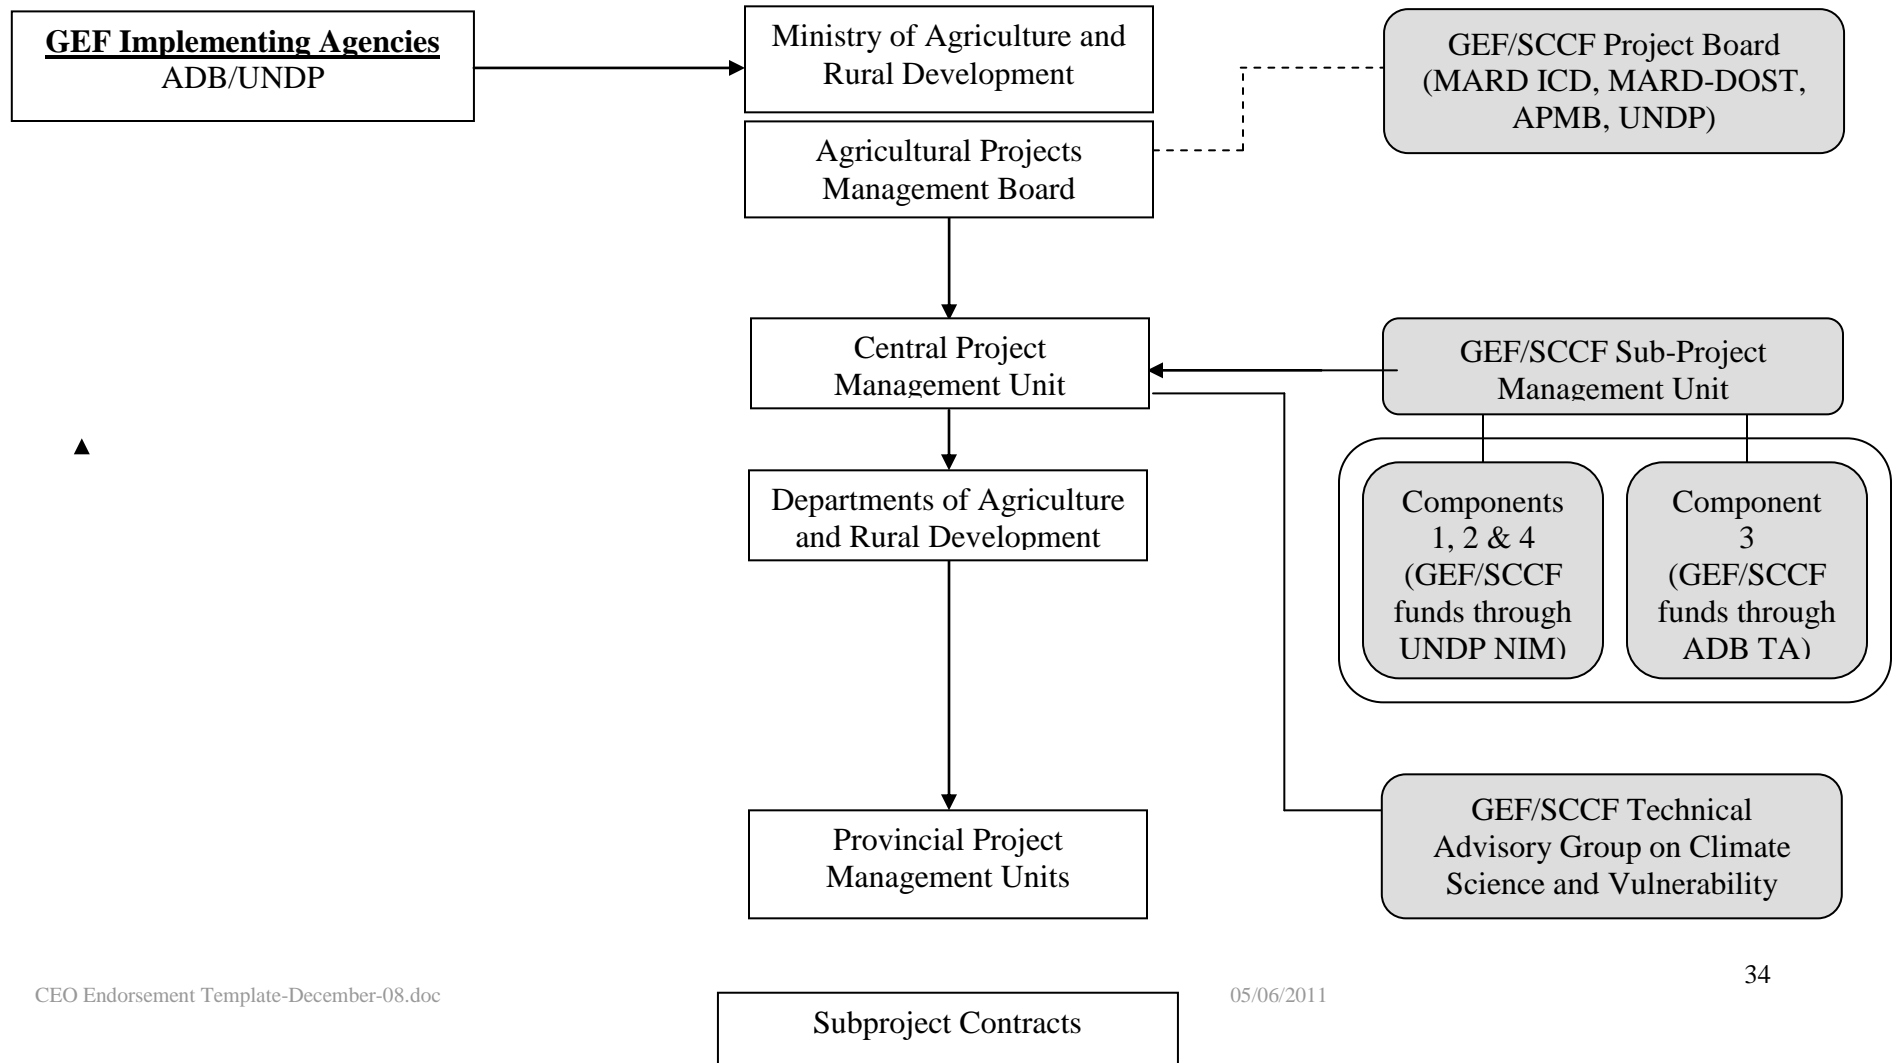 GEF Implementing Agencies
ADB/UNDP
Ministry of Agriculture and
Rural Development
GEF/SCCF Project Board
(MARD ICD, MARD-DOST,
APMB, UNDP)
Agricultural Projects
Management Board
Central Project
Management Unit
GEF/SCCF Sub-Project
Management Unit
Departments of Agriculture
and Rural Development
Components
1, 2 & 4
(GEF/SCCF
funds through
UNDP NIM)
Component
3
(GEF/SCCF
funds through
ADB TA)
Provincial Project
Management Units
GEF/SCCF Technical
Advisory Group on Climate
Science and Vulnerability
34
CEO Endorsement Template-December-08.doc
05/06/2011
Subproject Contracts